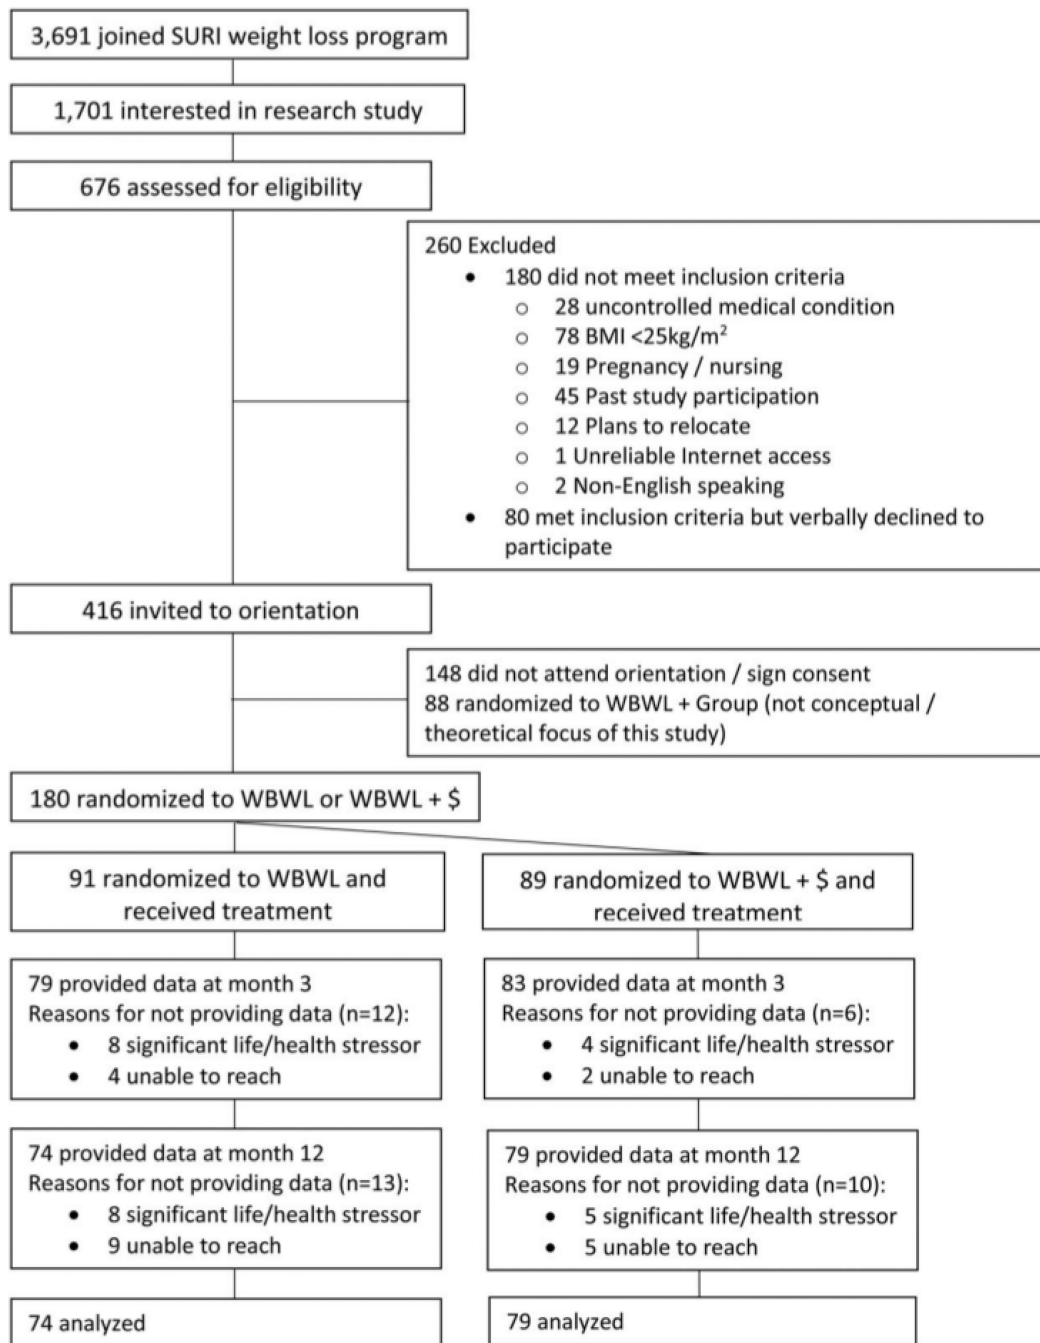 3,691 joined SURI weight loss program
1,701 interested in research study
676 assessed for eligibility
260 Excluded
• 180 did not meet inclusion criteria
o 28 uncontrolled medical condition
o 78 BMI <25kg/m²
o 19 Pregnancy / nursing
o 45 Past study participation
o 12 Plans to relocate
o 1 Unreliable Internet access
o 2 Non-English speaking
• 80 met inclusion criteria but verbally declined to
participate
416 invited to orientation
148 did not attend orientation / sign consent
88 randomized to WBWL + Group (not conceptual /
theoretical focus of this study)
180 randomized to WBWL or WBWL + $
91 randomized to WBWL and
received treatment
89 randomized to WBWL + $ and
received treatment
79 provided data at month 3
Reasons for not providing data (n=12):
• 8 significant life/health stressor
• 4 unable to reach
83 provided data at month 3
Reasons for not providing data (n=6):
• 4 significant life/health stressor
• 2 unable to reach
74 provided data at month 12
Reasons for not providing data (n=13):
• 8 significant life/health stressor
• 9 unable to reach
79 provided data at month 12
Reasons for not providing data (n=10):
• 5 significant life/health stressor
• 5 unable to reach
74 analyzed
79 analyzed